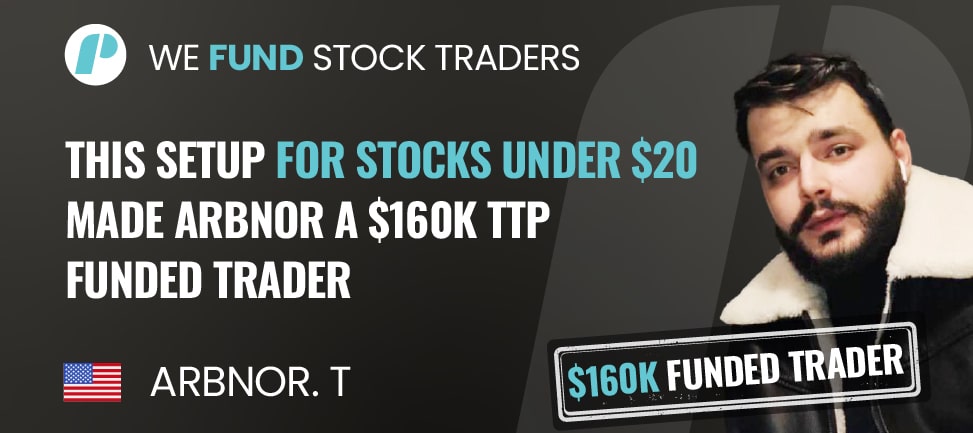 P
WE FUND STOCK TRADERS
THIS SETUP FOR STOCKS UNDER $20
MADE ARBNOR A $160K TTP
FUNDED TRADER
ARBNOR. T
$160K FUNDED TRADER